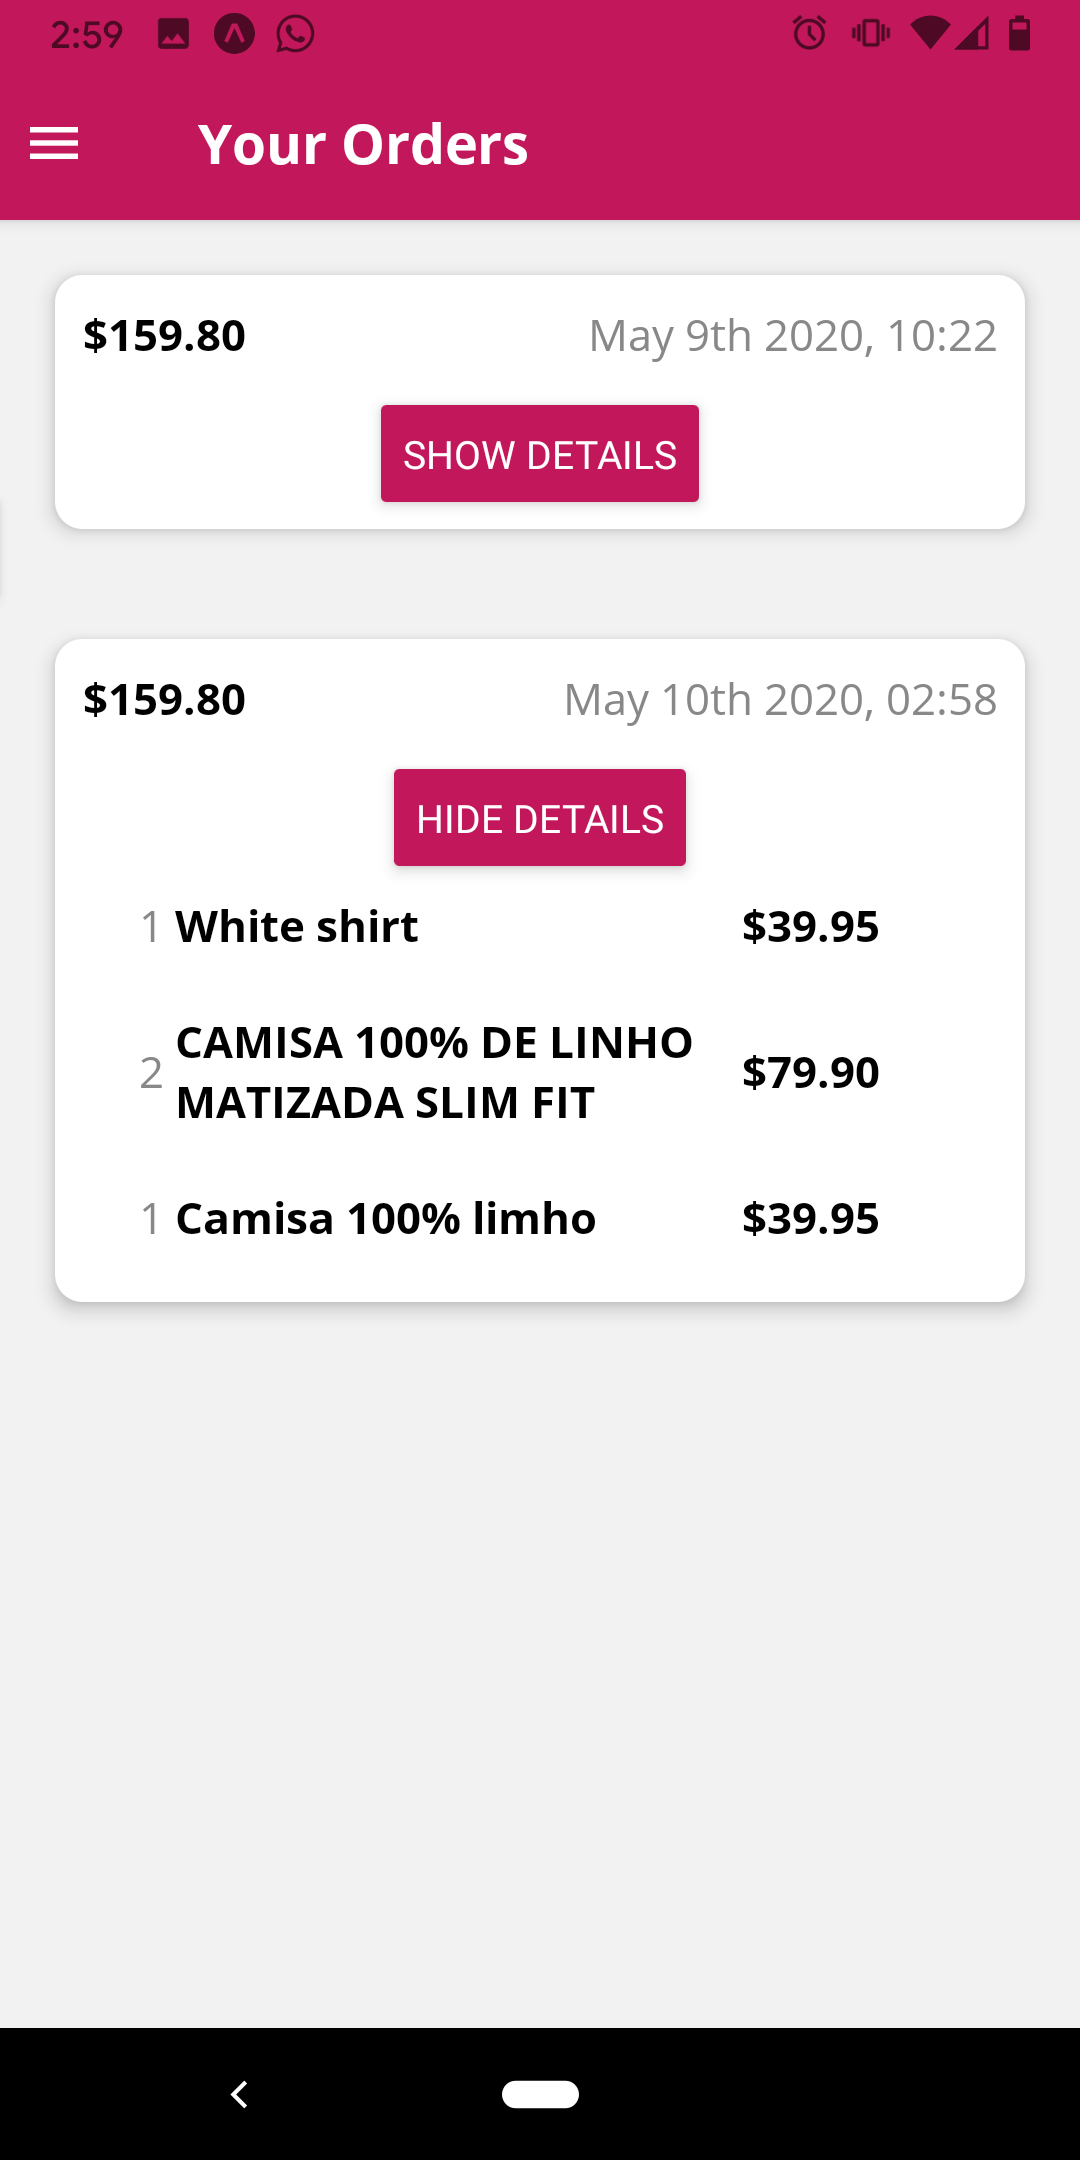 2:59
Your Orders
$159.80 May 9th 2020, 10:22
SHOW DETAILS
$159.80 May 10th 2020, 02:58
HIDE DETAILS
1 White shirt $39.95
2 CAMISA 100% DE LINHO MATIZADA SLIM FIT $79.90
1 Camisa 100% limho $39.95